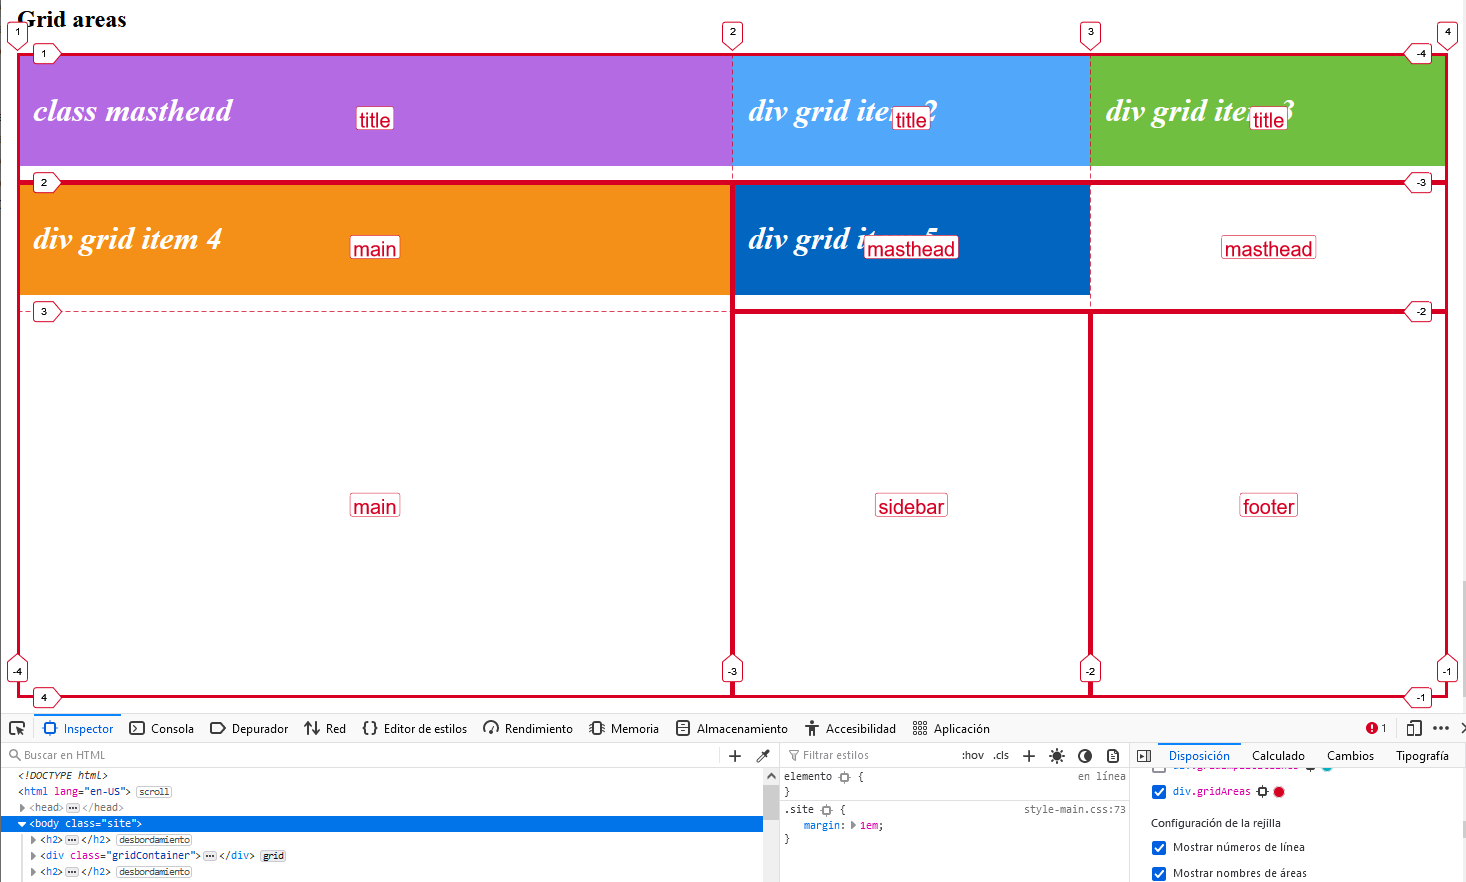 Grid areas
1 2 3 4
1 -4
class masthead title div grid title 2 div grid title 3
2 -3
div grid item 4 main div grid masthead masthead
3 -2
main sidebar footer
-4 -3 -2 -1
4 -1
Inspector Consola Depurador Red Editor de estilos Rendimiento Memoria Almacenamiento Accesibilidad Aplicación 1
Buscar en HTML
Filtrar estilos :hov .cls
Disposición Calculado Cambios Tipografía
<!DOCTYPE html>
<html lang="en-US"> scroll
<head> </head>
<body class="site">
<h2> </h2> desbordamiento
<div class="gridContainer"> </div> grid
<h2> </h2> desbordamiento
elemento { en línea
}
.site { style-main.css:73
margin: 1em;
}
div.gridAreas
Configuración de la rejilla
Mostrar números de línea
Mostrar nombres de áreas